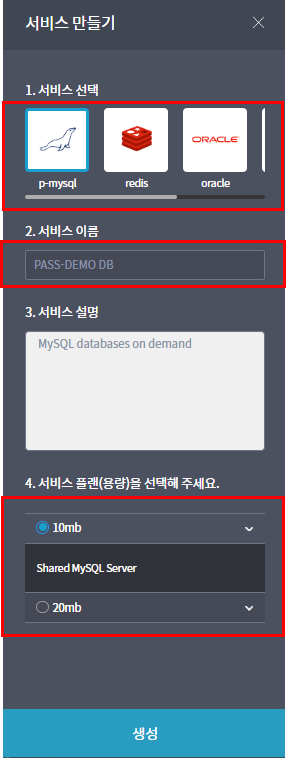 서비스 만들기
1. 서비스 선택
ORACLE
p-mysql redis oracle
2. 서비스 이름
PASS-DEMO DB
3. 서비스 설명
MySQL databases on demand
4. 서비스 플랜(용량)을 선택해 주세요.
10mb
Shared MySQL Server
20mb
생성